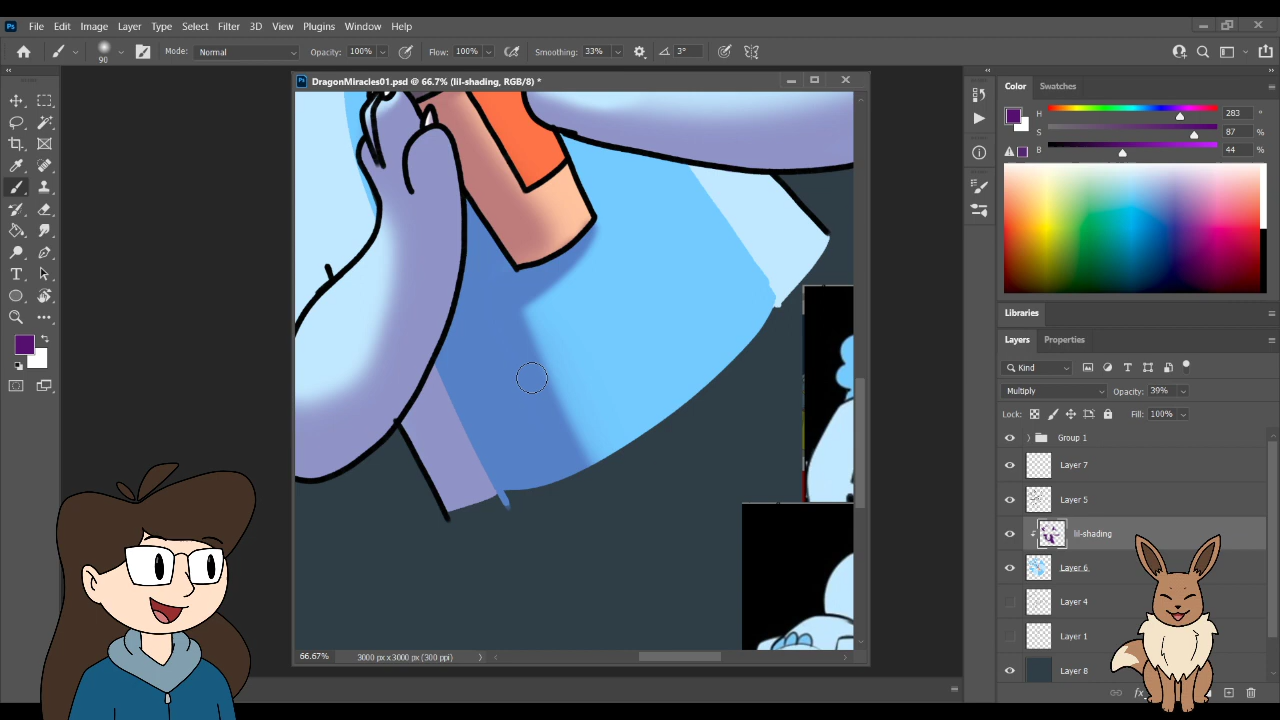 Ps File Edit Image Layer Type Select Filter 3D View Plugins Window Help
90 Mode: Normal Opacity: 100% Flow: 100% Smoothing: 33% 3°
DragonMiracles01.psd @ 66.7% (lil-shading, RGB/8) *
Color Swatches
H 283 °
S 87 %
B 44 %
Libraries
Layers Properties
Kind
Multiply Opacity: 39%
Lock: Fill: 100%
Group 1
Layer 7
Layer 5
lil-shading
Layer 6
Layer 4
Layer 1
Layer 8
66.67% 3000 px x 3000 px (300 ppi)
fx